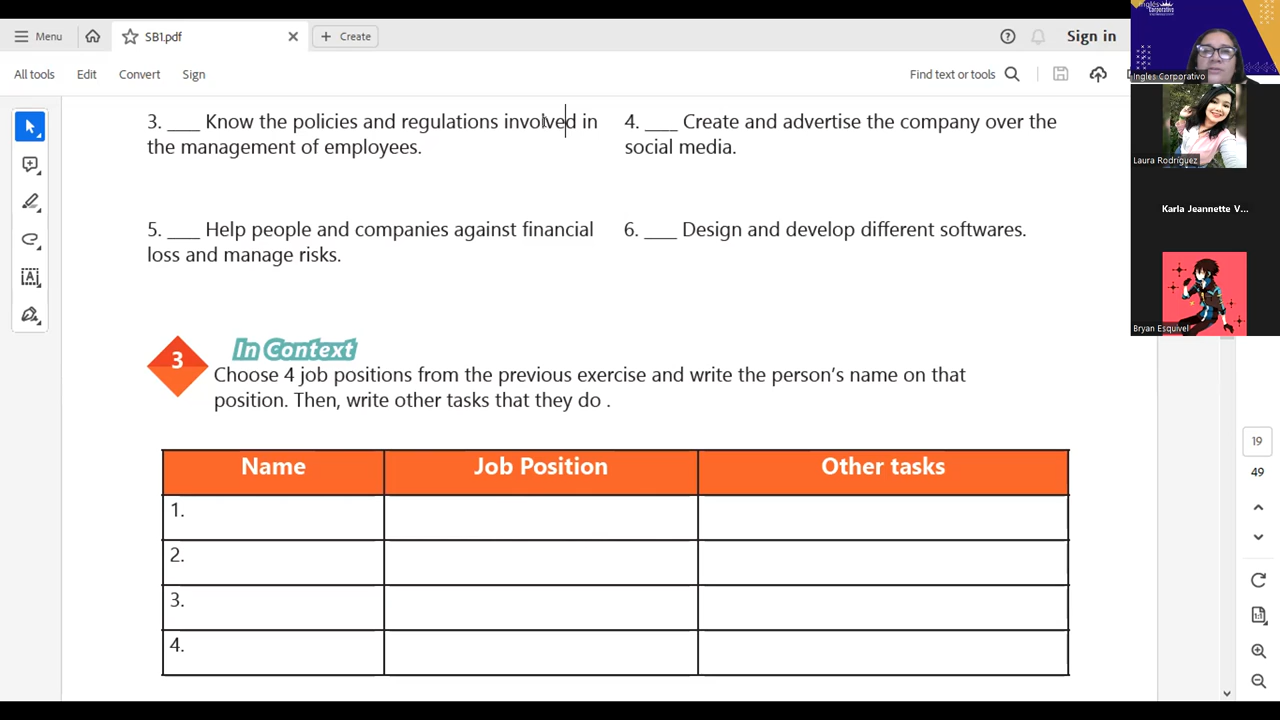 Menu
SB1.pdf
Create
Sign in
All tools
Edit
Convert
Sign
Find text or tools
3. ___ Know the policies and regulations involved in
the management of employees.
4. ___ Create and advertise the company over the
social media.
5. ___ Help people and companies against financial
loss and manage risks.
6. ___ Design and develop different softwares.
3
In Context
Choose 4 job positions from the previous exercise and write the person's name on that
position. Then, write other tasks that they do .
Name
Job Position
Other tasks
1.
2.
3.
4.
Corporativo
Ingles Corporativo
Laura Rodríguez
Karla Jeannette V...
Bryan Esquivel
19
49
1:1